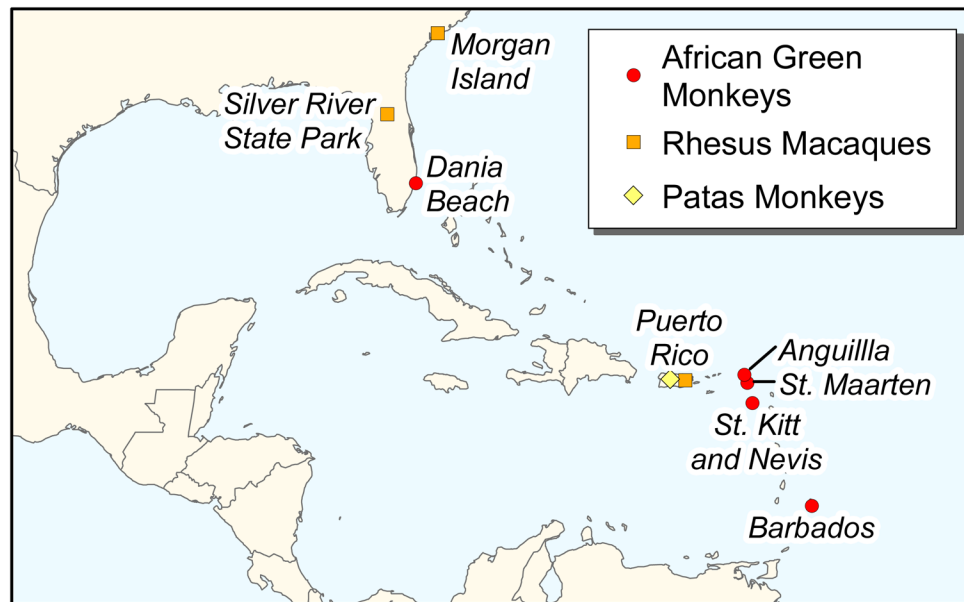 Morgan
Island
Silver River
State Park
Dania
Beach
African Green
Monkeys
Rhesus Macaques
Patas Monkeys
Puerto
Rico
Anguillla
St. Maarten
St. Kitt
and Nevis
Barbados